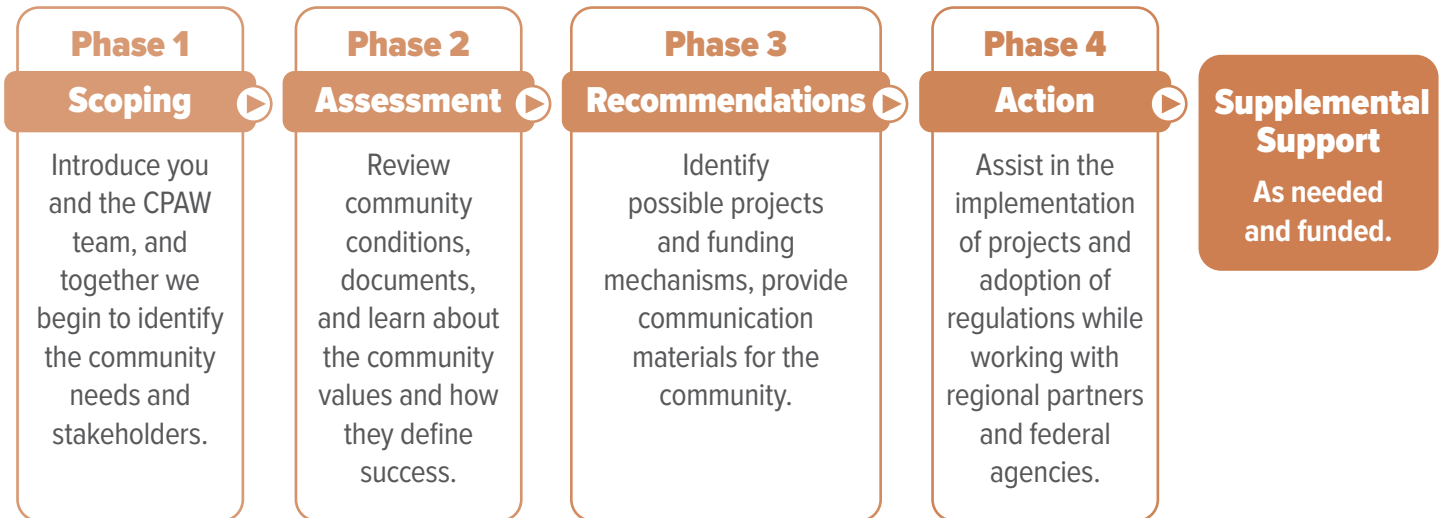 Phase 1
Scoping
Introduce you
and the CPAW
team, and
together we
begin to identify
the community
needs and
stakeholders.
Phase 2
Assessment
Review
community
conditions,
documents,
and learn about
the community
values and how
they define
success.
Phase 3
Recommendations
Identify
possible projects
and funding
mechanisms, provide
communication
materials for the
community.
Phase 4
Action
Assist in the
implementation
of projects and
adoption of
regulations while
working with
regional partners
and federal
agencies.
Supplemental
Support
As needed
and funded.